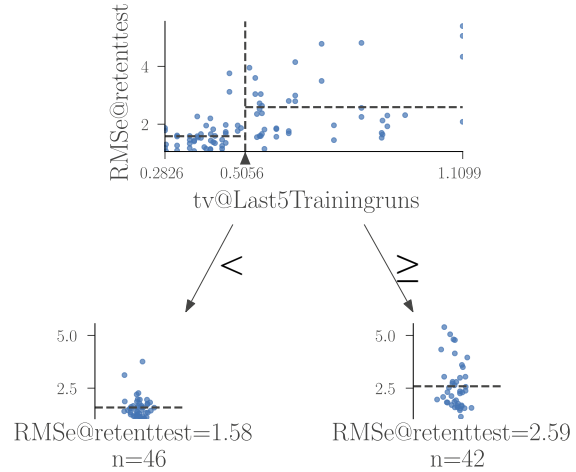 RMSe@retenttest
4
2
0.2826
0.5056
1.1099
tv@Last5Trainingruns
<
≥
5.0
2.5
RMSe@retenttest=1.58
n=46
5.0
2.5
RMSe@retenttest=2.59
n=42